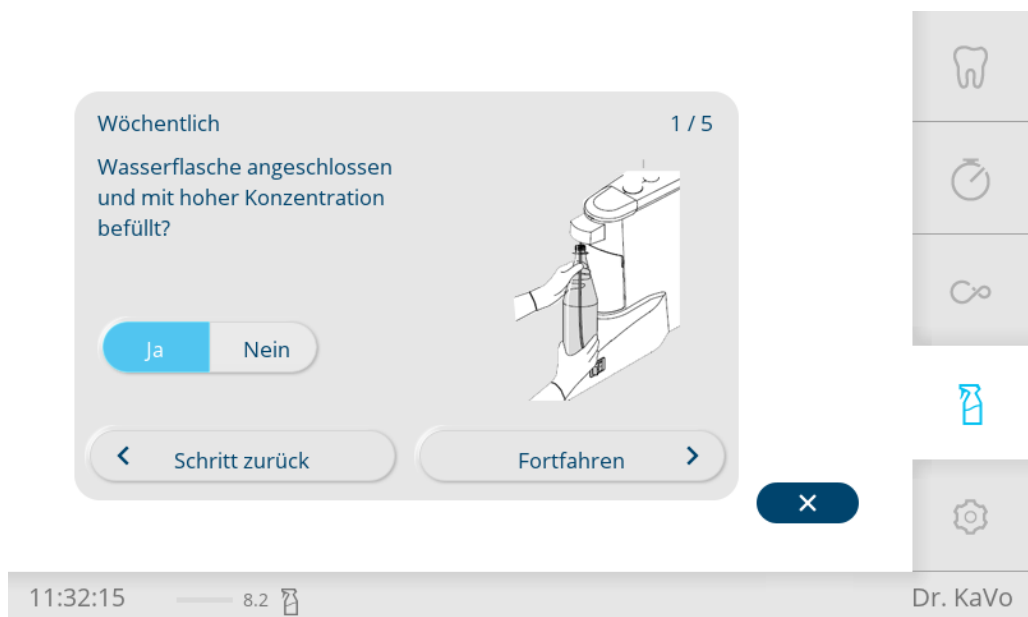 Wöchentlich 1 / 5
Wasserflasche angeschlossen
und mit hoher Konzentration
befüllt?
Ja Nein
Schritt zurück Fortfahren
11:32:15 8.2 Dr. KaVo